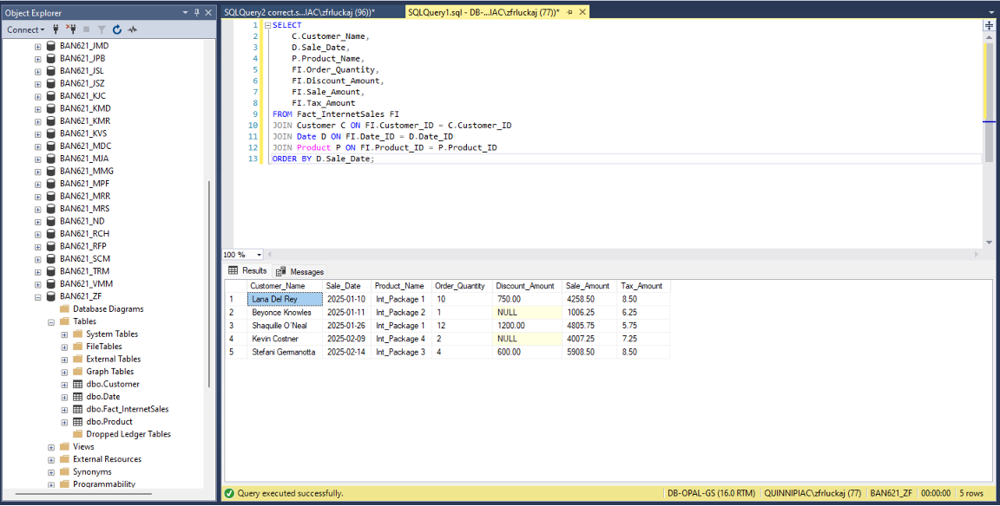 Object Explorer
Connect
BAN621_JMD
BAN621_JPB
BAN621_JSL
BAN621_JSZ
BAN621_KJC
BAN621_KMD
BAN621_KMR
BAN621_KVS
BAN621_MDC
BAN621_MJA
BAN621_MMG
BAN621_MPF
BAN621_MRR
BAN621_MRS
BAN621_ND
BAN621_RCH
BAN621_RFP
BAN621_SCM
BAN621_TRM
BAN621_VMM
BAN621_ZF
Database Diagrams
Tables
System Tables
FileTables
External Tables
Graph Tables
dbo.Customer
dbo.Date
dbo.Fact_InternetSales
dbo.Product
Dropped Ledger Tables
Views
External Resources
Synonyms
Programmability
SQLQuery2 correct.s...IAC\zfrluckaj (96))* SQLQuery1.sql - DB-...IAC\zfrluckaj (77))*
1 SELECT
2 C.Customer_Name,
3 D.Sale_Date,
4 P.Product_Name,
5 FI.Order_Quantity,
6 FI.Discount_Amount,
7 FI.Sale_Amount,
8 FI.Tax_Amount
9 FROM Fact_InternetSales FI
10 JOIN Customer C ON FI.Customer_ID = C.Customer_ID
11 JOIN Date D ON FI.Date_ID = D.Date_ID
12 JOIN Product P ON FI.Product_ID = P.Product_ID
13 ORDER BY D.Sale_Date;
100 %
Results Messages
Customer_Name Sale_Date Product_Name Order_Quantity Discount_Amount Sale_Amount Tax_Amount
1 Lana Del Rey 2025-01-10 Int_Package 1 10 750.00 4258.50 8.50
2 Beyonce Knowles 2025-01-11 Int_Package 2 1 NULL 1006.25 6.25
3 Shaquille O'Neal 2025-01-26 Int_Package 1 12 1200.00 4805.75 5.75
4 Kevin Costner 2025-02-09 Int_Package 4 2 NULL 4007.25 7.25
5 Stefani Germanotta 2025-02-14 Int_Package 3 4 600.00 5908.50 8.50
Query executed successfully. DB-OPAL-GS (16.0 RTM) QUINNIPIAC\zfrluckaj (77) BAN621_ZF 00:00:00 5 rows